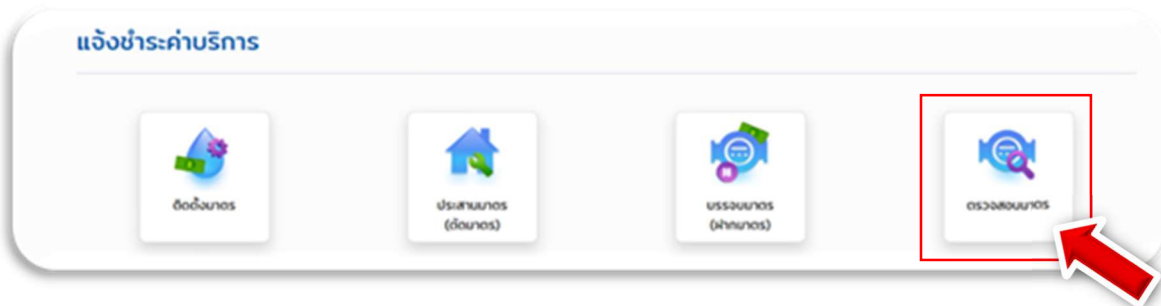 แจ้งชำระค่าบริการ
ติดตั้งมาตร
ประสานมาตร
(ตัดมาตร)
บรรจบมาตร
(ฝากมาตร)
ตรวจสอบมาตร